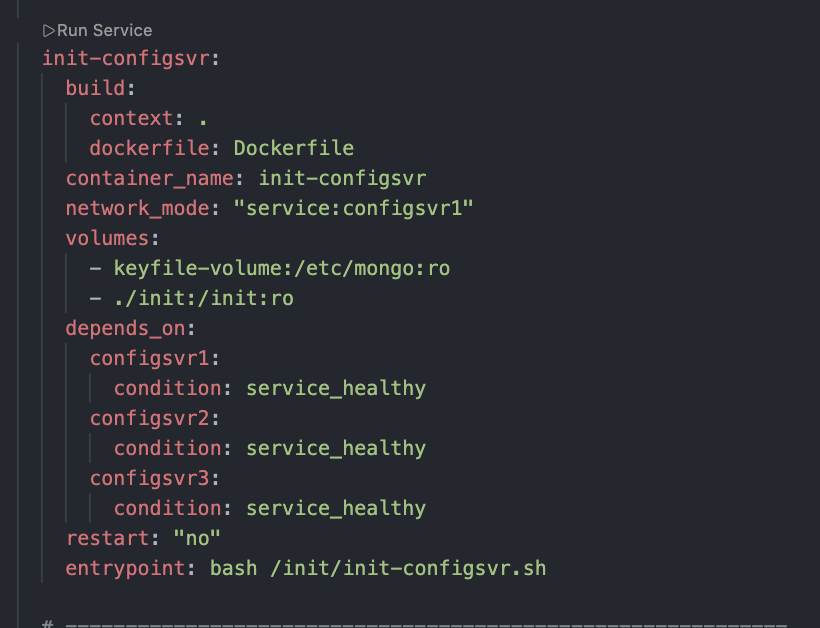 ▷Run Service
init-configsvr:
  build:
    context: .
    dockerfile: Dockerfile
  container_name: init-configsvr
  network_mode: "service:configsvr1"
  volumes:
    - keyfile-volume:/etc/mongo:ro
    - ./init:/init:ro
  depends_on:
    configsvr1:
      condition: service_healthy
    configsvr2:
      condition: service_healthy
    configsvr3:
      condition: service_healthy
  restart: "no"
  entrypoint: bash /init/init-configsvr.sh
# ============================================================